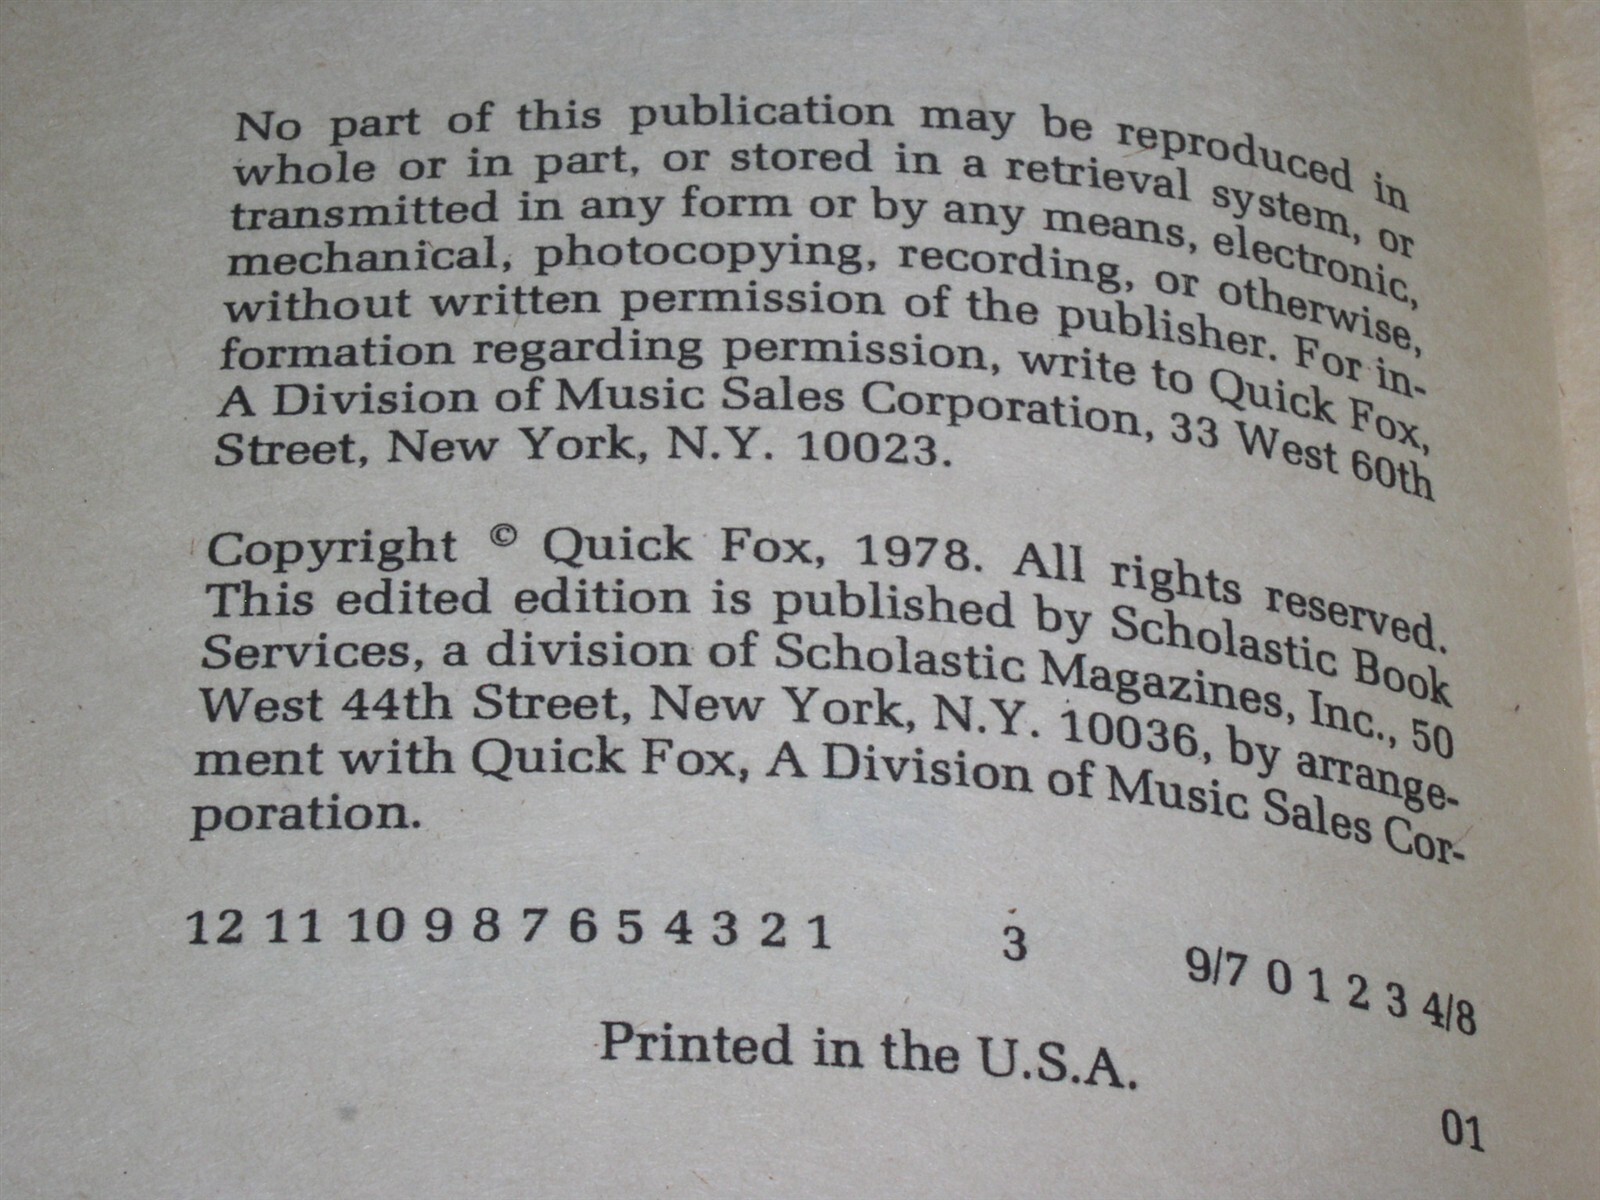 No part of this publication may be reproduced in
whole or in part, or stored in a retrieval system, or
transmitted in any form or by any means, electronic,
mechanical, photocopying, recording, or otherwise,
without written permission of the publisher. For in-
formation regarding permission, write to Quick Fox,
A Division of Music Sales Corporation, 33 West 60th
Street, New York, N.Y. 10023.
Copyright © Quick Fox, 1978. All rights reserved.
This edited edition is published by Scholastic Book
Services, a division of Scholastic Magazines, Inc., 50
West 44th Street, New York, N.Y. 10036, by arrange-
ment with Quick Fox, A Division of Music Sales Cor-
poration.
12 11 10 9 8 7 6 5 4 3 2 1 3 9/7 0 1 2 3 4/8
Printed in the U.S.A.
01